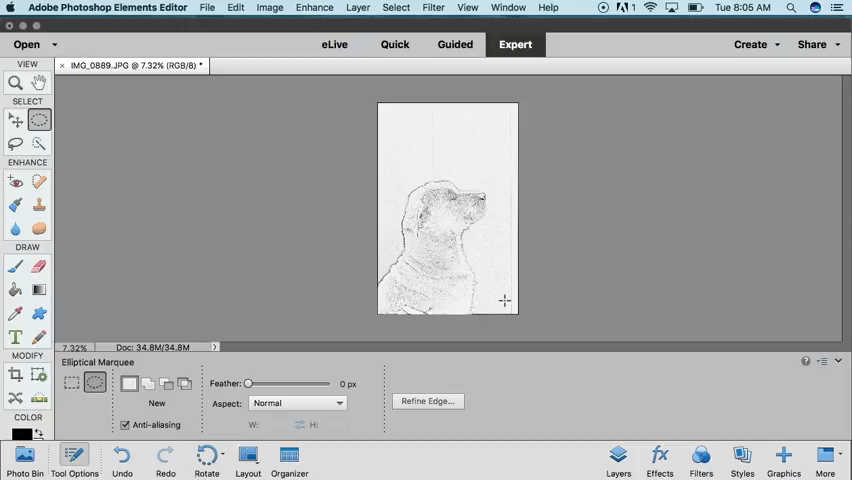 Adobe Photoshop Elements Editor File Edit Image Enhance Layer Select Filter View Window Help 1 Tue 8:05 AM
Open eLive Quick Guided Expert Create Share
VIEW × IMG_0889.JPG @ 7.32% (RGB/8) *
SELECT
ENHANCE
DRAW
T
7.32% Doc: 34.8M/34.8M
MODIFY Elliptical Marquee
Feather: 0 px
New Aspect: Normal Refine Edge...
COLOR Anti-aliasing W: H:
Photo Bin Tool Options Undo Redo Rotate Layout Organizer Layers Effects Filters Styles Graphics More